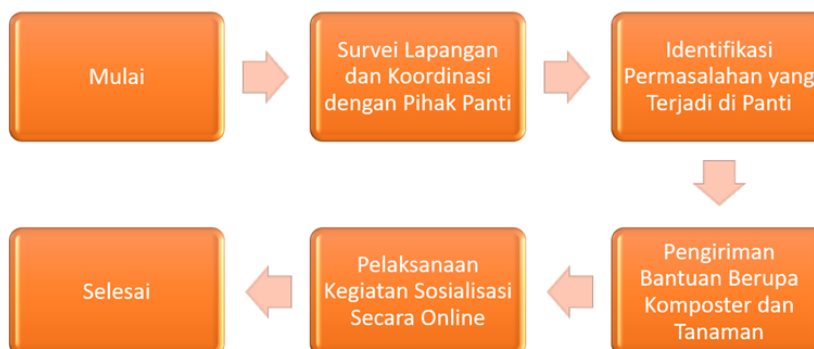 Mulai
Survei Lapangan
dan Koordinasi
dengan Pihak Panti
Identifikasi
Permasalahan yang
Terjadi di Panti
Pengiriman
Bantuan Berupa
Komposter dan
Tanaman
Pelaksanaan
Kegiatan Sosialisasi
Secara Online
Selesai